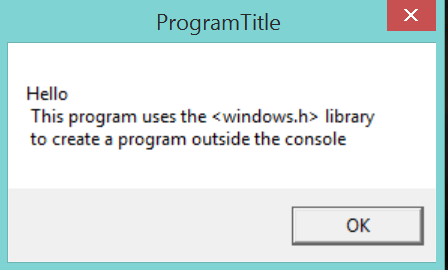 ProgramTitle
Hello
This program uses the <windows.h> library
to create a program outside the console
OK